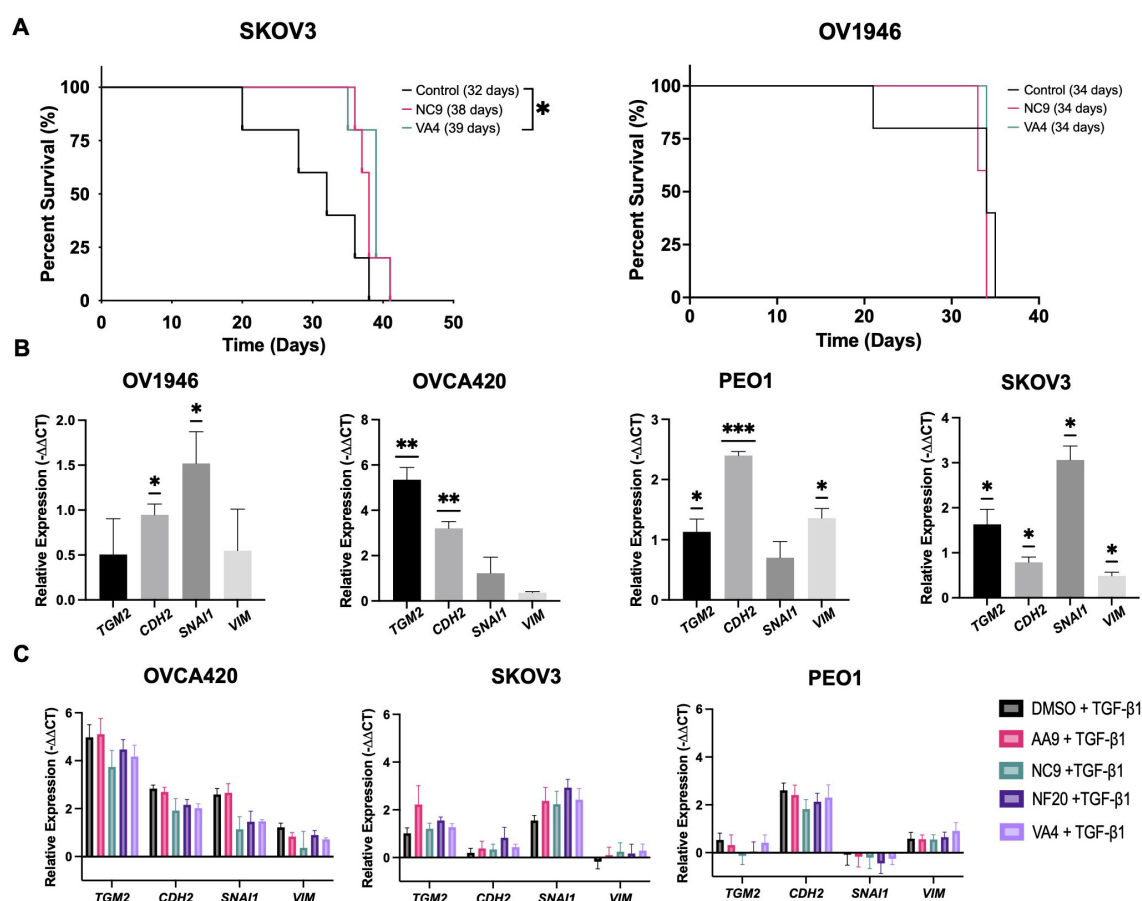 A
SKOV3
OV1946
Percent Survival (%)
100
75
50
25
0
0 10 20 30 40 50
Time (Days)
Control (32 days)
NC9 (38 days)
VA4 (39 days)
*
Percent Survival (%)
100
75
50
25
0
0 10 20 30 40
Time (Days)
Control (34 days)
NC9 (34 days)
VA4 (34 days)
B
OV1946
OVCA420
PEO1
SKOV3
Relative Expression (-ΔΔCT)
2.0
1.5
1.0
0.5
0.0
* *
TGM2 CDH2 SNAI1 VIM
Relative Expression (-ΔΔCT)
8
6
4
2
0
** **
TGM2 CDH2 SNAI1 VIM
Relative Expression (-ΔΔCT)
3
2
1
0
* *** *
TGM2 CDH2 SNAI1 VIM
Relative Expression (-ΔΔCT)
4
3
2
1
0
* * * *
TGM2 CDH2 SNAI1 VIM
C
OVCA420
SKOV3
PEO1
Relative Expression (-ΔΔCT)
6
4
2
0
TGM2 CDH2 SNAI1 VIM
Relative Expression (-ΔΔCT)
6
4
2
0
TGM2 CDH2 SNAI1 VIM
Relative Expression (-ΔΔCT)
6
4
2
0
TGM2 CDH2 SNAI1 VIM
DMSO + TGF-β1
AA9 + TGF-β1
NC9 +TGF-β1
NF20 +TGF-β1
VA4 + TGF-β1